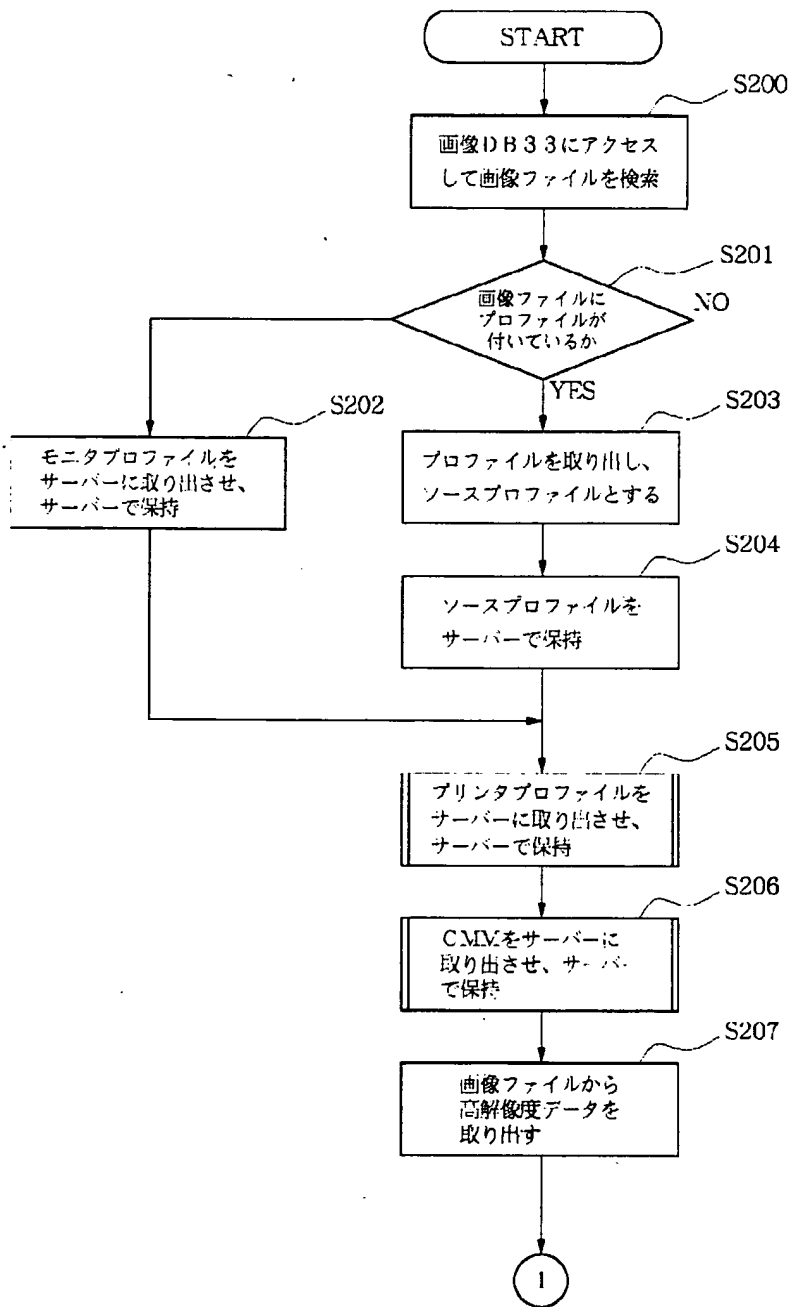 START
S200
画像DB33にアクセス
して画像ファイルを検索
S201
画像ファイルに
プロファイルが
付いているか
NO
YES
S202
モニタプロファイルを
サーバーに取り出させ、
サーバーで保持
S203
プロファイルを取り出し、
ソースプロファイルとする
S204
ソースプロファイルを
サーバーで保持
S205
プリンタプロファイルを
サーバーに取り出させ、
サーバーで保持
S206
CMMをサーバーに
取り出させ、サーバー
で保持
S207
画像ファイルから
高解像度データを
取り出す
1